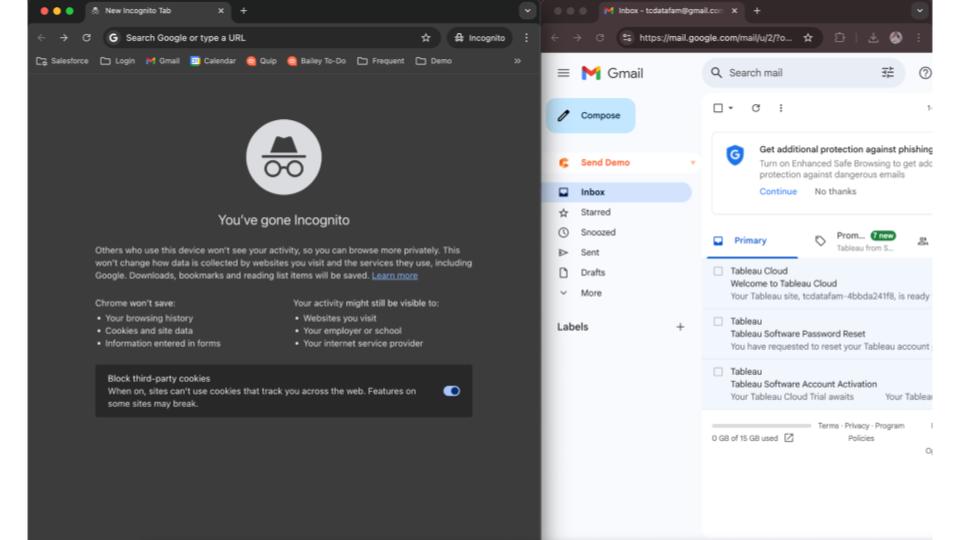 New Incognito Tab
Search Google or type a URL
Incognito
Salesforce
Login
Gmail
Calendar
Quip
Bailey To-Do
Frequent
Demo
You've gone Incognito
Others who use this device won't see your activity, so you can browse more privately. This
won't change how data is collected by websites you visit and the services they use, including
Google. Downloads, bookmarks and reading list items will be saved. Learn more
Chrome won't save:
• Your browsing history
• Cookies and site data
• Information entered in forms
Your activity might still be visible to:
• Websites you visit
• Your employer or school
• Your internet service provider
Block third-party cookies
When on, sites can't use cookies that track you across the web. Features on
some sites may break.
Inbox - tcdatafam@gmail.com
https://mail.google.com/mail/u/2/?o...
Gmail
Search mail
Compose
Send Demo
Inbox
Starred
Snoozed
Sent
Drafts
More
Labels
1-
Get additional protection against phishing
Turn on Enhanced Safe Browsing to get add
protection against dangerous emails
Continue
No thanks
Primary
Prom...
7 new
Tableau from S...
Tableau Cloud
Welcome to Tableau Cloud
Your Tableau site, tcdatafam-4bbda241f8, is ready
Tableau
Tableau Software Password Reset
You have requested to reset your Tableau account
Tableau
Tableau Software Account Activation
Your Tableau Cloud Trial awaits
Your Tableau
0 GB of 15 GB used
Terms · Privacy · Program
Policies